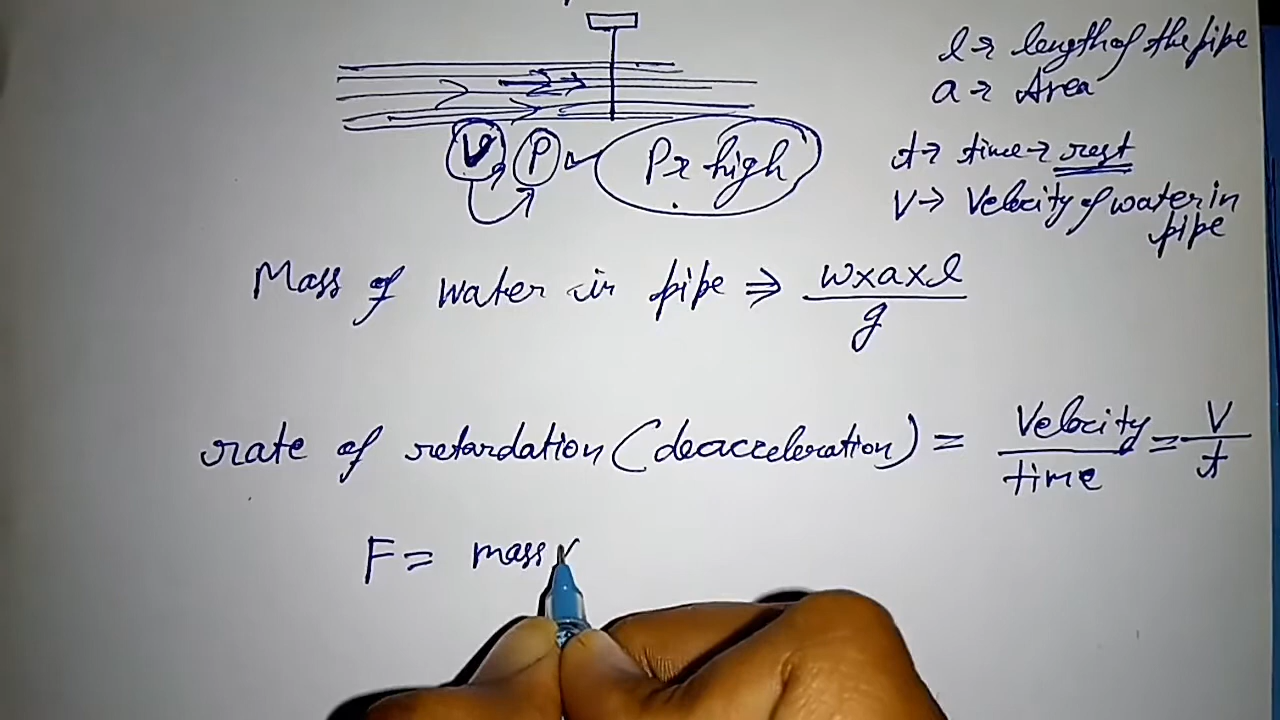 l → length of the pipe
a → Area
t → time → rest
V → Velocity of water in pipe
V P P → high
Mass of water in pipe ⇒ w×a×l / g
rate of retardation (deacceleration) = Velocity / time = V / t
F = mass